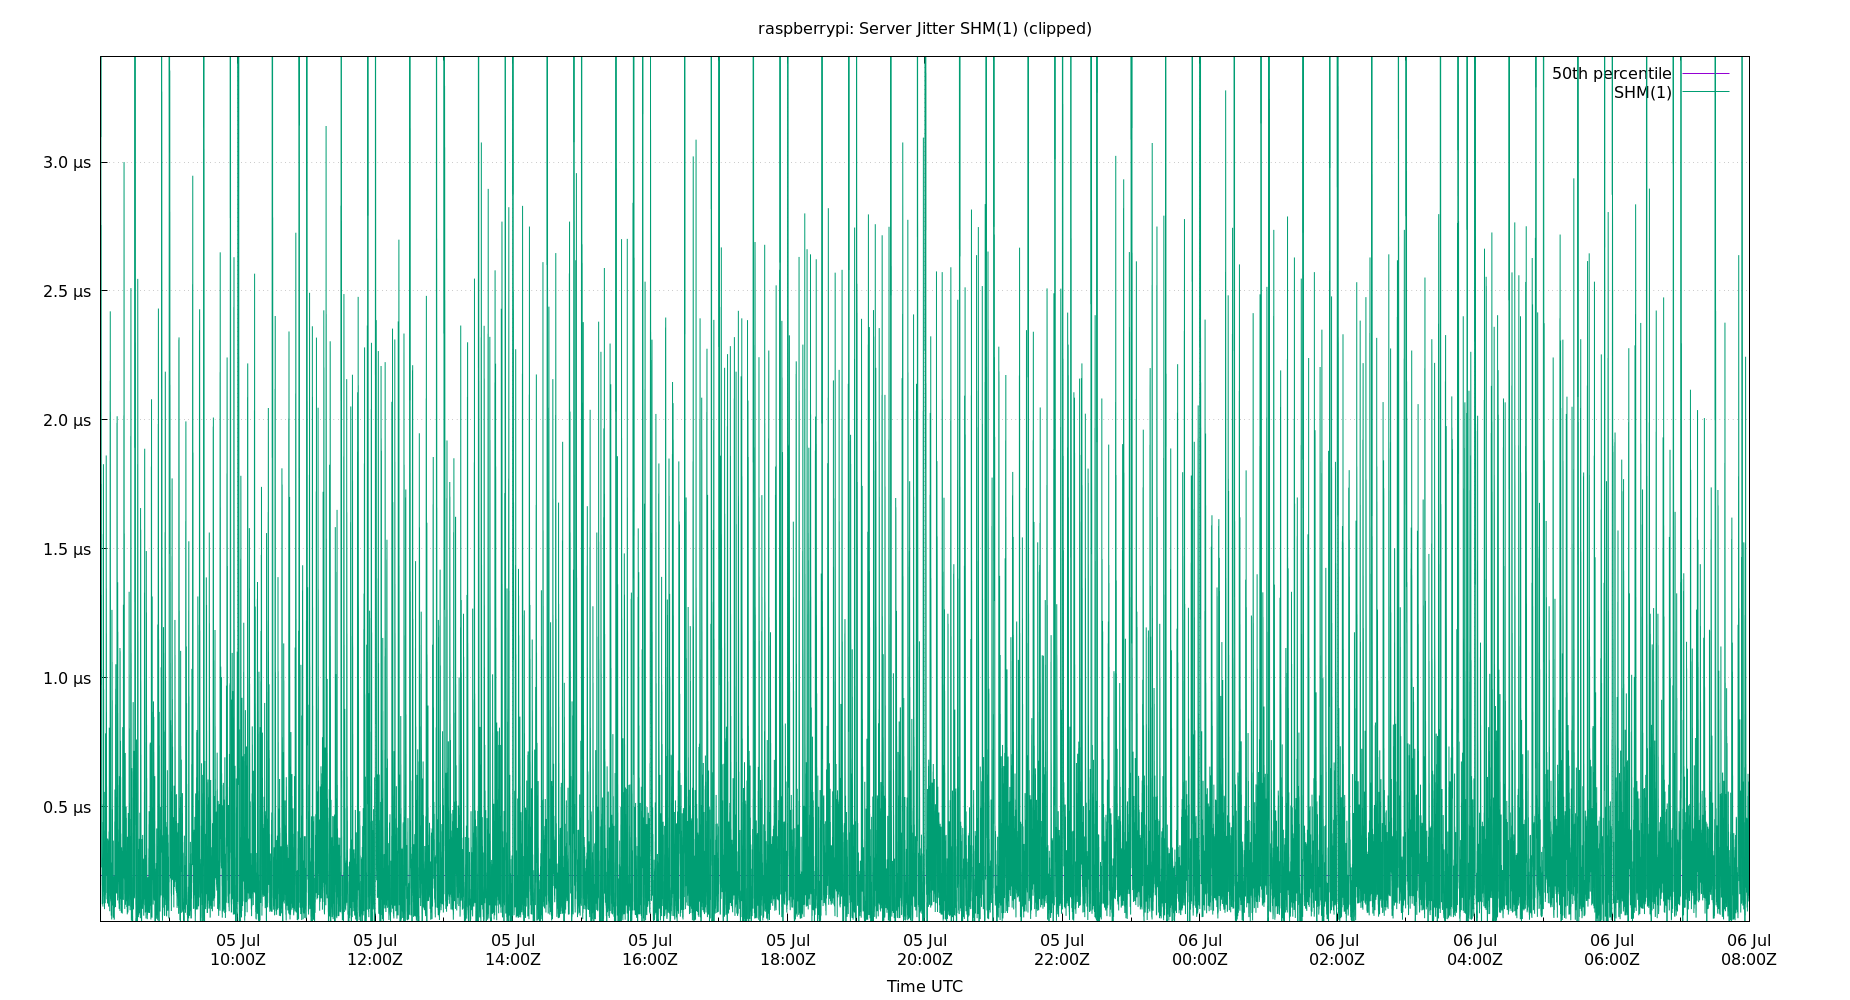 raspberrypi: Server Jitter SHM(1) (clipped)
50th percentile
SHM(1)
3.0 µs
2.5 µs
2.0 µs
1.5 µs
1.0 µs
0.5 µs
05 Jul 05 Jul 05 Jul 05 Jul 05 Jul 05 Jul 05 Jul 06 Jul 06 Jul 06 Jul 06 Jul 06 Jul
10:00Z 12:00Z 14:00Z 16:00Z 18:00Z 20:00Z 22:00Z 00:00Z 02:00Z 04:00Z 06:00Z 08:00Z
Time UTC